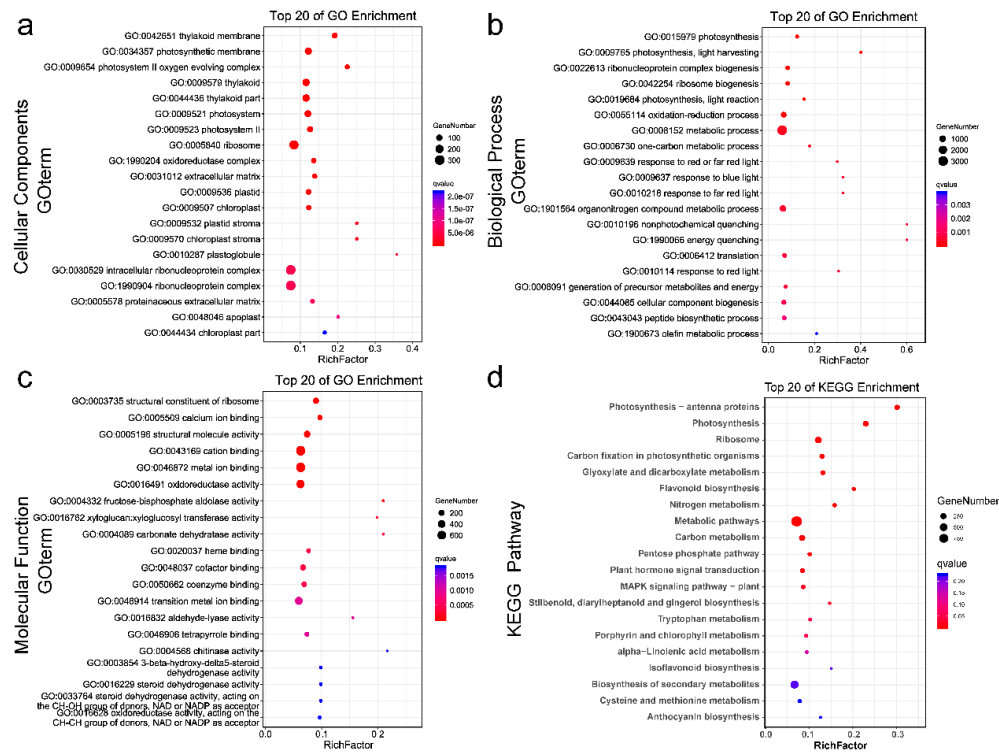 a
Top 20 of GO Enrichment
Cellular Components
GOterm
GO:0042651 thylakoid membrane
GO:0034357 photosynthetic membrane
GO:0009654 photosystem II oxygen evolving complex
GO:0009579 thylakoid
GO:0044436 thylakoid part
GO:0009521 photosystem
GO:0009523 photosystem II
GO:0005840 ribosome
GO:1990204 oxidoreductase complex
GO:0031012 extracellular matrix
GO:0009536 plastid
GO:0009507 chloroplast
GO:0009532 plastid stroma
GO:0009570 chloroplast stroma
GO:0010287 plastoglobule
GO:0030529 intracellular ribonucleoprotein complex
GO:1990904 ribonucleoprotein complex
GO:0005578 proteinaceous extracellular matrix
GO:0048046 apoplast
GO:0044434 chloroplast part
0.1 0.2 0.3 0.4
RichFactor
GeneNumber
100
200
300
qvalue
2.0e-07
1.5e-07
1.0e-07
5.0e-08
b
Top 20 of GO Enrichment
Biological Process
GOterm
GO:0015979 photosynthesis
GO:0009765 photosynthesis, light harvesting
GO:0022613 ribonucleoprotein complex biogenesis
GO:0042254 ribosome biogenesis
GO:0019684 photosynthesis, light reaction
GO:0055114 oxidation-reduction process
GO:0008152 metabolic process
GO:0006730 one-carbon metabolic process
GO:0009639 response to red or far red light
GO:0009637 response to blue light
GO:0010218 response to far red light
GO:1901564 organonitrogen compound metabolic process
GO:0010196 nonphotochemical quenching
GO:1990066 energy quenching
GO:0006412 translation
GO:0010114 response to red light
GO:0006091 generation of precursor metabolites and energy
GO:0044085 cellular component biogenesis
GO:0043043 peptide biosynthetic process
GO:1900673 olefin metabolic process
0.0 0.2 0.4 0.6
RichFactor
GeneNumber
1000
2000
3000
qvalue
0.003
0.002
0.001
c
Top 20 of GO Enrichment
Molecular Function
GOterm
GO:0003735 structural constituent of ribosome
GO:0005509 calcium ion binding
GO:0005198 structural molecule activity
GO:0043169 cation binding
GO:0046872 metal ion binding
GO:0016491 oxidoreductase activity
GO:0004332 fructose-bisphosphate aldolase activity
GO:0016762 xyloglucan:xyloglucosyl transferase activity
GO:0004089 carbonate dehydratase activity
GO:0020037 heme binding
GO:0048037 cofactor binding
GO:0050662 coenzyme binding
GO:0046914 transition metal ion binding
GO:0016832 aldehyde-lyase activity
GO:0046906 tetrapyrrole binding
GO:0004568 chitinase activity
GO:0003854 3-beta-hydroxy-delta5-steroid
dehydrogenase activity
GO:0016229 steroid dehydrogenase activity
GO:0033764 steroid dehydrogenase activity, acting on
the CH-OH group of donors, NAD or NADP as acceptor
GO:0016628 oxidoreductase activity, acting on the
CH-CH group of donors, NAD or NADP as acceptor
0.0 0.1 0.2 0.3
RichFactor
GeneNumber
200
400
600
qvalue
0.0015
0.0010
0.0005
d
Top 20 of KEGG Enrichment
KEGG Pathway
Photosynthesis - antenna proteins
Photosynthesis
Ribosome
Carbon fixation in photosynthetic organisms
Glyoxylate and dicarboxylate metabolism
Flavonoid biosynthesis
Nitrogen metabolism
Metabolic pathways
Carbon metabolism
Pentose phosphate pathway
Plant hormone signal transduction
MAPK signaling pathway - plant
Stilbenoid, diarylheptanoid and gingerol biosynthesis
Tryptophan metabolism
Porphyrin and chlorophyll metabolism
alpha-Linolenic acid metabolism
Isoflavonoid biosynthesis
Biosynthesis of secondary metabolites
Cysteine and methionine metabolism
Anthocyanin biosynthesis
0.0 0.1 0.2 0.3
RichFactor
GeneNumber
250
500
750
qvalue
0.20
0.15
0.10
0.05